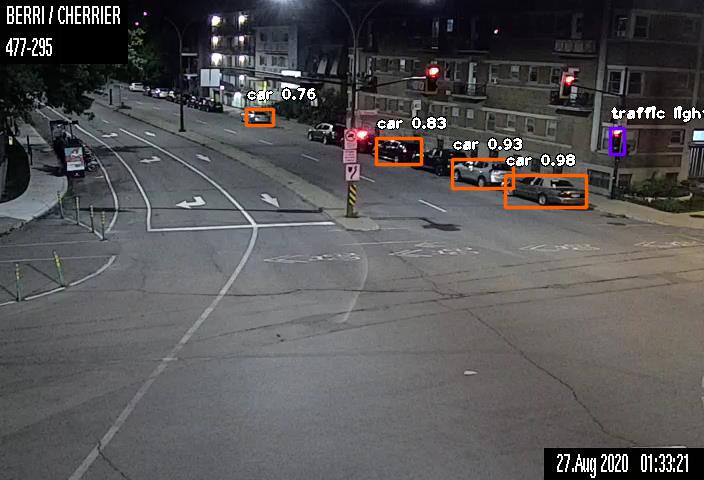 BERRI / CHERRIER
477-295
car 0.76
car 0.83
car 0.93
car 0.98
traffic ligh
27.Aug 2020 01:33:21